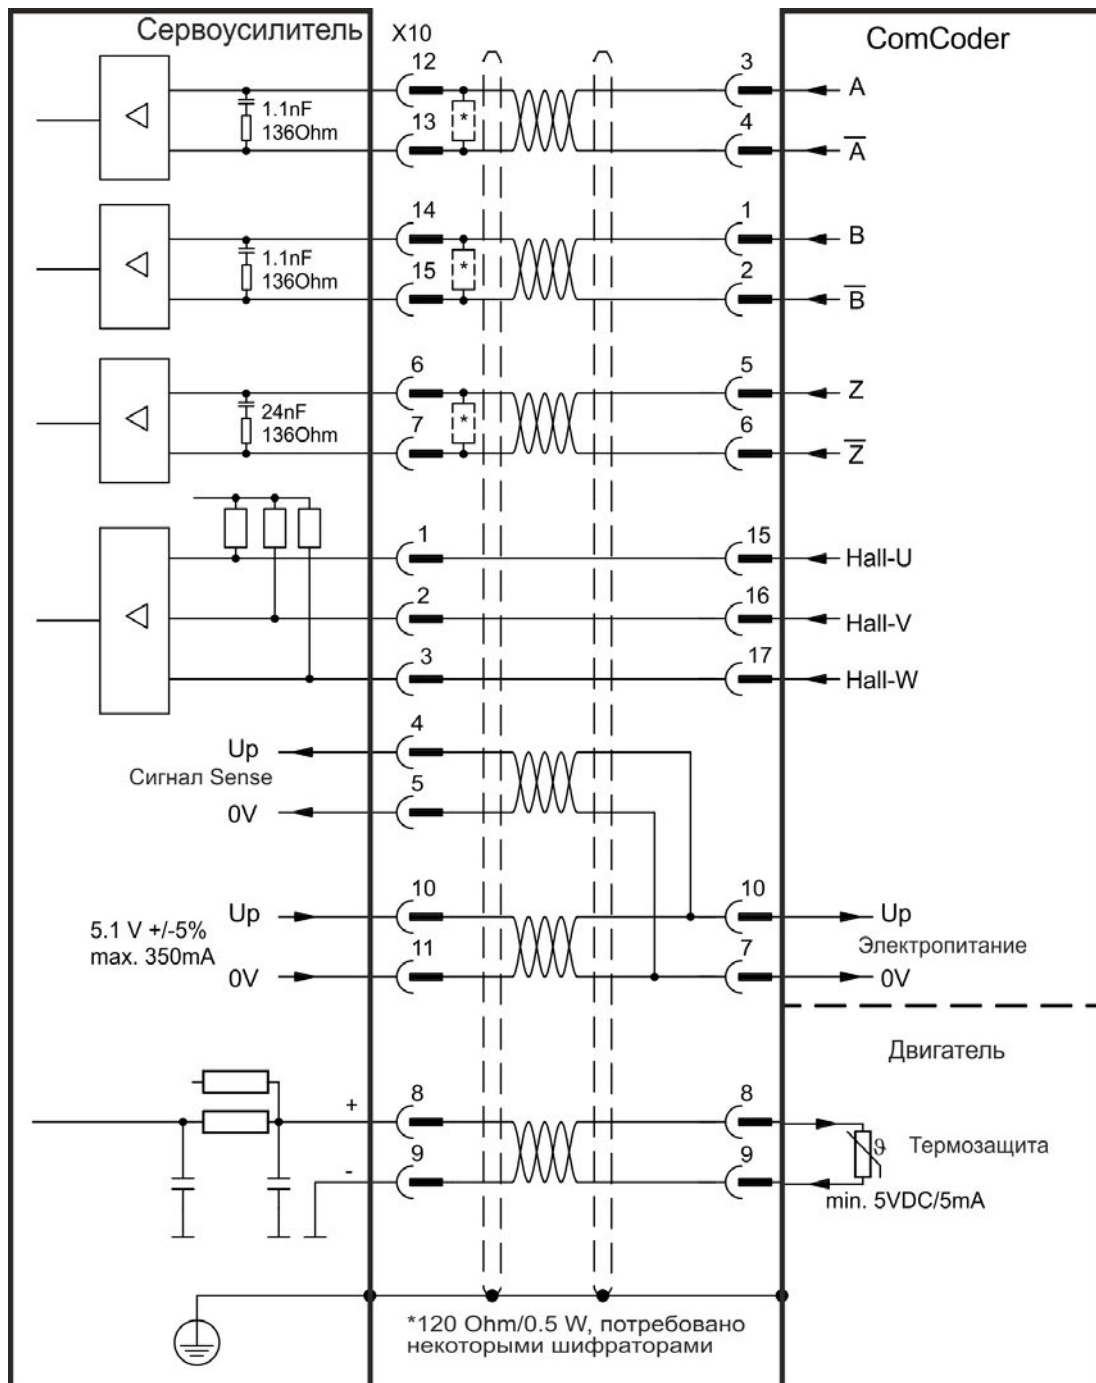 Сервоусилитель
X10
ComCoder
12
3
A
1.1nF
136Ohm
*
13
4
A
14
1
B
1.1nF
136Ohm
*
15
2
B
6
5
Z
24nF
136Ohm
*
7
6
Z
1
15
Hall-U
2
16
Hall-V
3
17
Hall-W
4
Up
Сигнал Sense
5
0V
10
10
Up
Up
5.1 V +/-5%
max. 350mA
Электропитание
11
7
0V
0V
Двигатель
8
8
+
ϑ
Термозащита
9
9
-
min. 5VDC/5mA
*120 Ohm/0.5 W, потребовано
некоторыми шифраторами